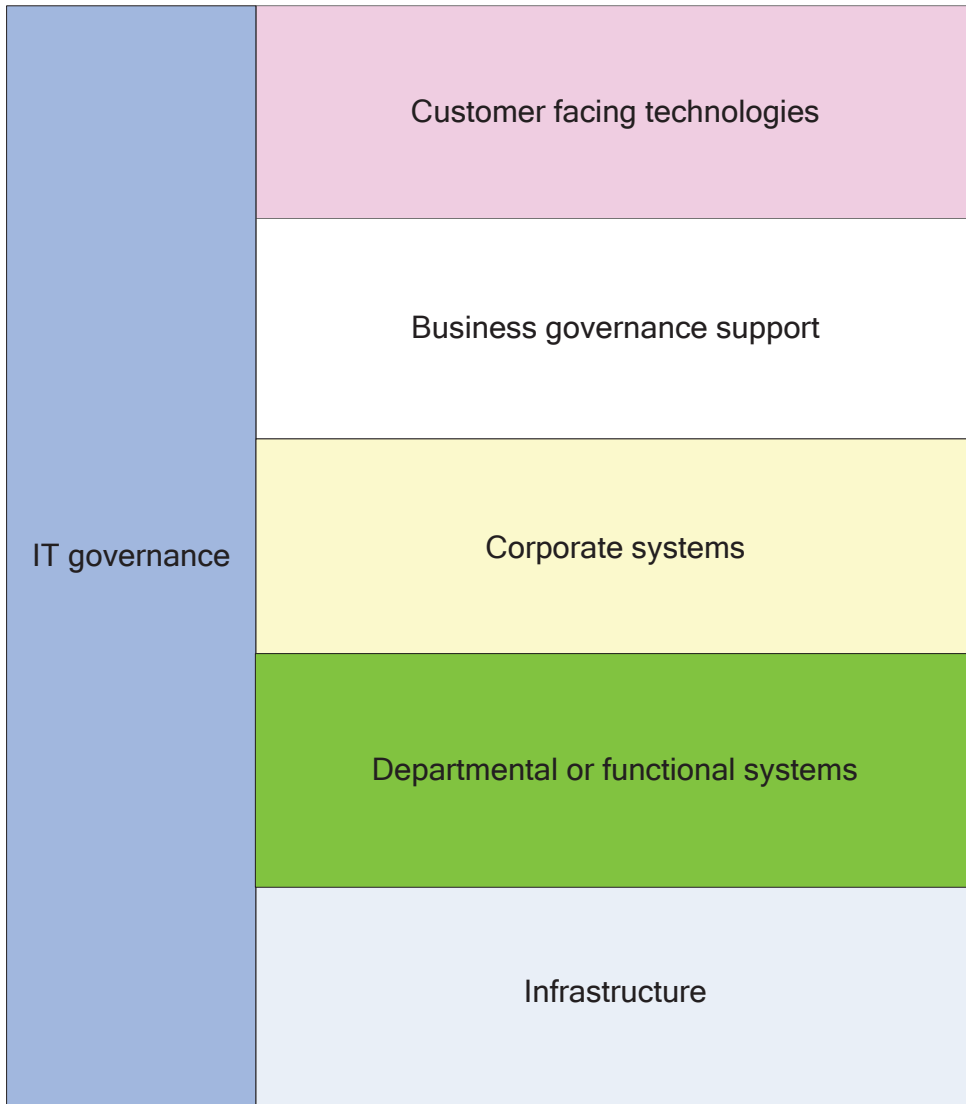 Customer facing technologies
Business governance support
IT governance
Corporate systems
Departmental or functional systems
Infrastructure